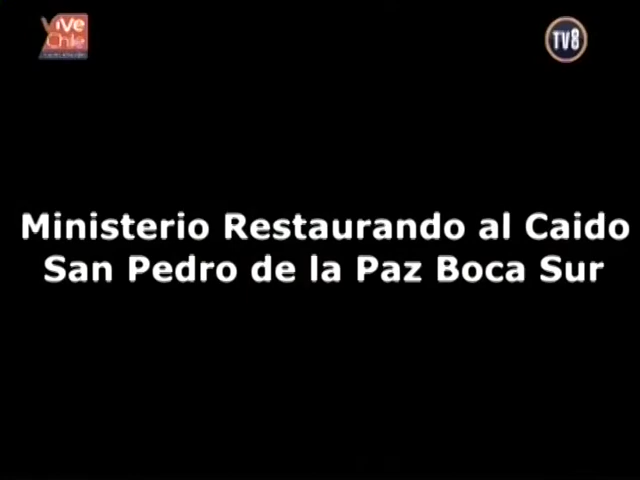 Vive
Chile
TV8
Ministerio Restaurando al Caido
San Pedro de la Paz Boca Sur